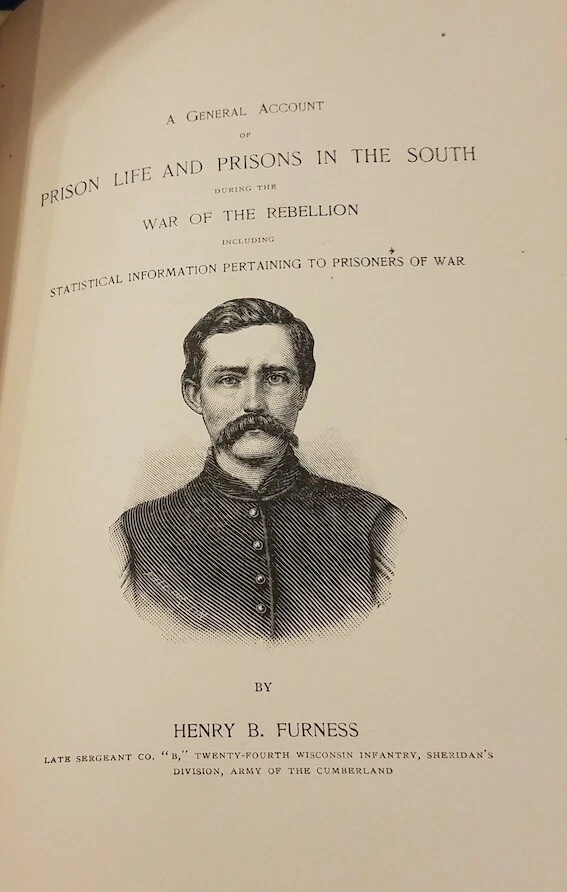 A GENERAL ACCOUNT
OF
PRISON LIFE AND PRISONS IN THE SOUTH
DURING THE
WAR OF THE REBELLION
INCLUDING
STATISTICAL INFORMATION PERTAINING TO PRISONERS OF WAR
BY
HENRY B. FURNESS
LATE SERGEANT CO. "B," TWENTY-FOURTH WISCONSIN INFANTRY, SHERIDAN'S
DIVISION, ARMY OF THE CUMBERLAND